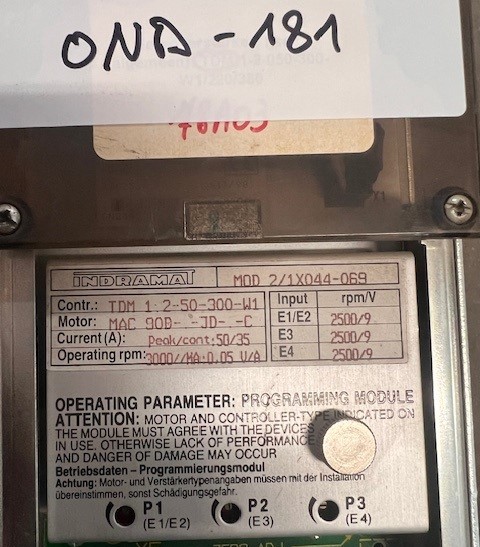 OND-181
76A103
INDRAMAT MOD 2/1X044-069
Contr.: TDM 1.2-50-300-W1
Motor: MAC 90B- -JD- -C
Current(A): Peak/cont:50/35
Operating rpm: 3000//MA:0.05 V/A
Input rpm/V
E1/E2 2500/9
E3 2500/9
E4 2500/9
OPERATING PARAMETER: PROGRAMMING MODULE
ATTENTION: MOTOR AND CONTROLLER-TYPE INDICATED ON
THE MODULE MUST AGREE WITH THE DEVICES
IN USE. OTHERWISE LACK OF PERFORMANCE
AND DANGER OF DAMAGE MAY OCCUR
Betriebsdaten – Programmierungsmodul
Achtung: Motor- und Verstärkertypenangaben müssen mit der Installation
übereinstimmen, sonst Schädigungsgefahr.
P1 P2 P3
(E1/E2) (E3) (E4)